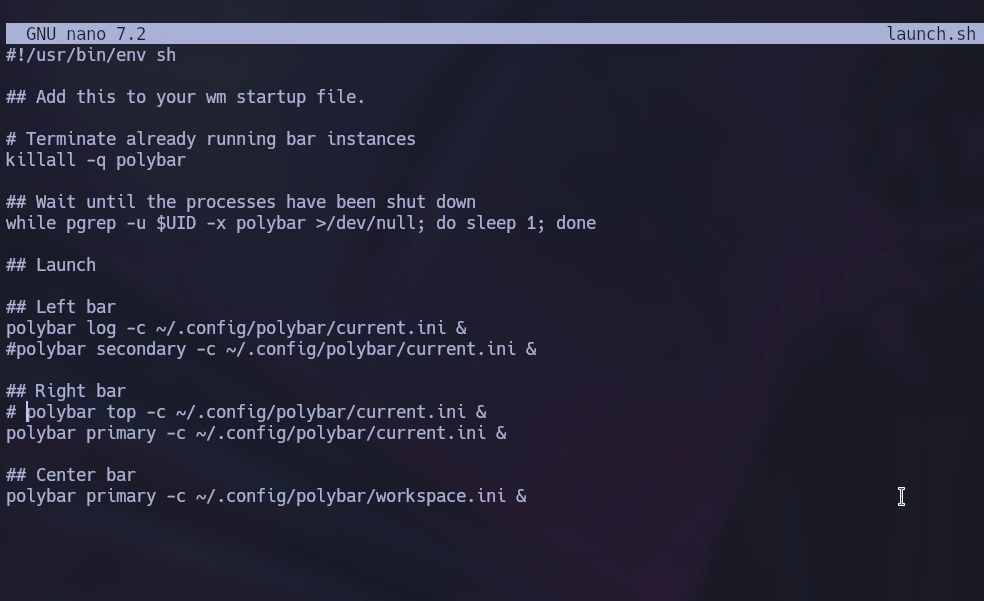 GNU nano 7.2 launch.sh
#!/usr/bin/env sh
## Add this to your wm startup file.
# Terminate already running bar instances
killall -q polybar
## Wait until the processes have been shut down
while pgrep -u $UID -x polybar >/dev/null; do sleep 1; done
## Launch
## Left bar
polybar log -c ~/.config/polybar/current.ini &
#polybar secondary -c ~/.config/polybar/current.ini &
## Right bar
# polybar top -c ~/.config/polybar/current.ini &
polybar primary -c ~/.config/polybar/current.ini &
## Center bar
polybar primary -c ~/.config/polybar/workspace.ini &